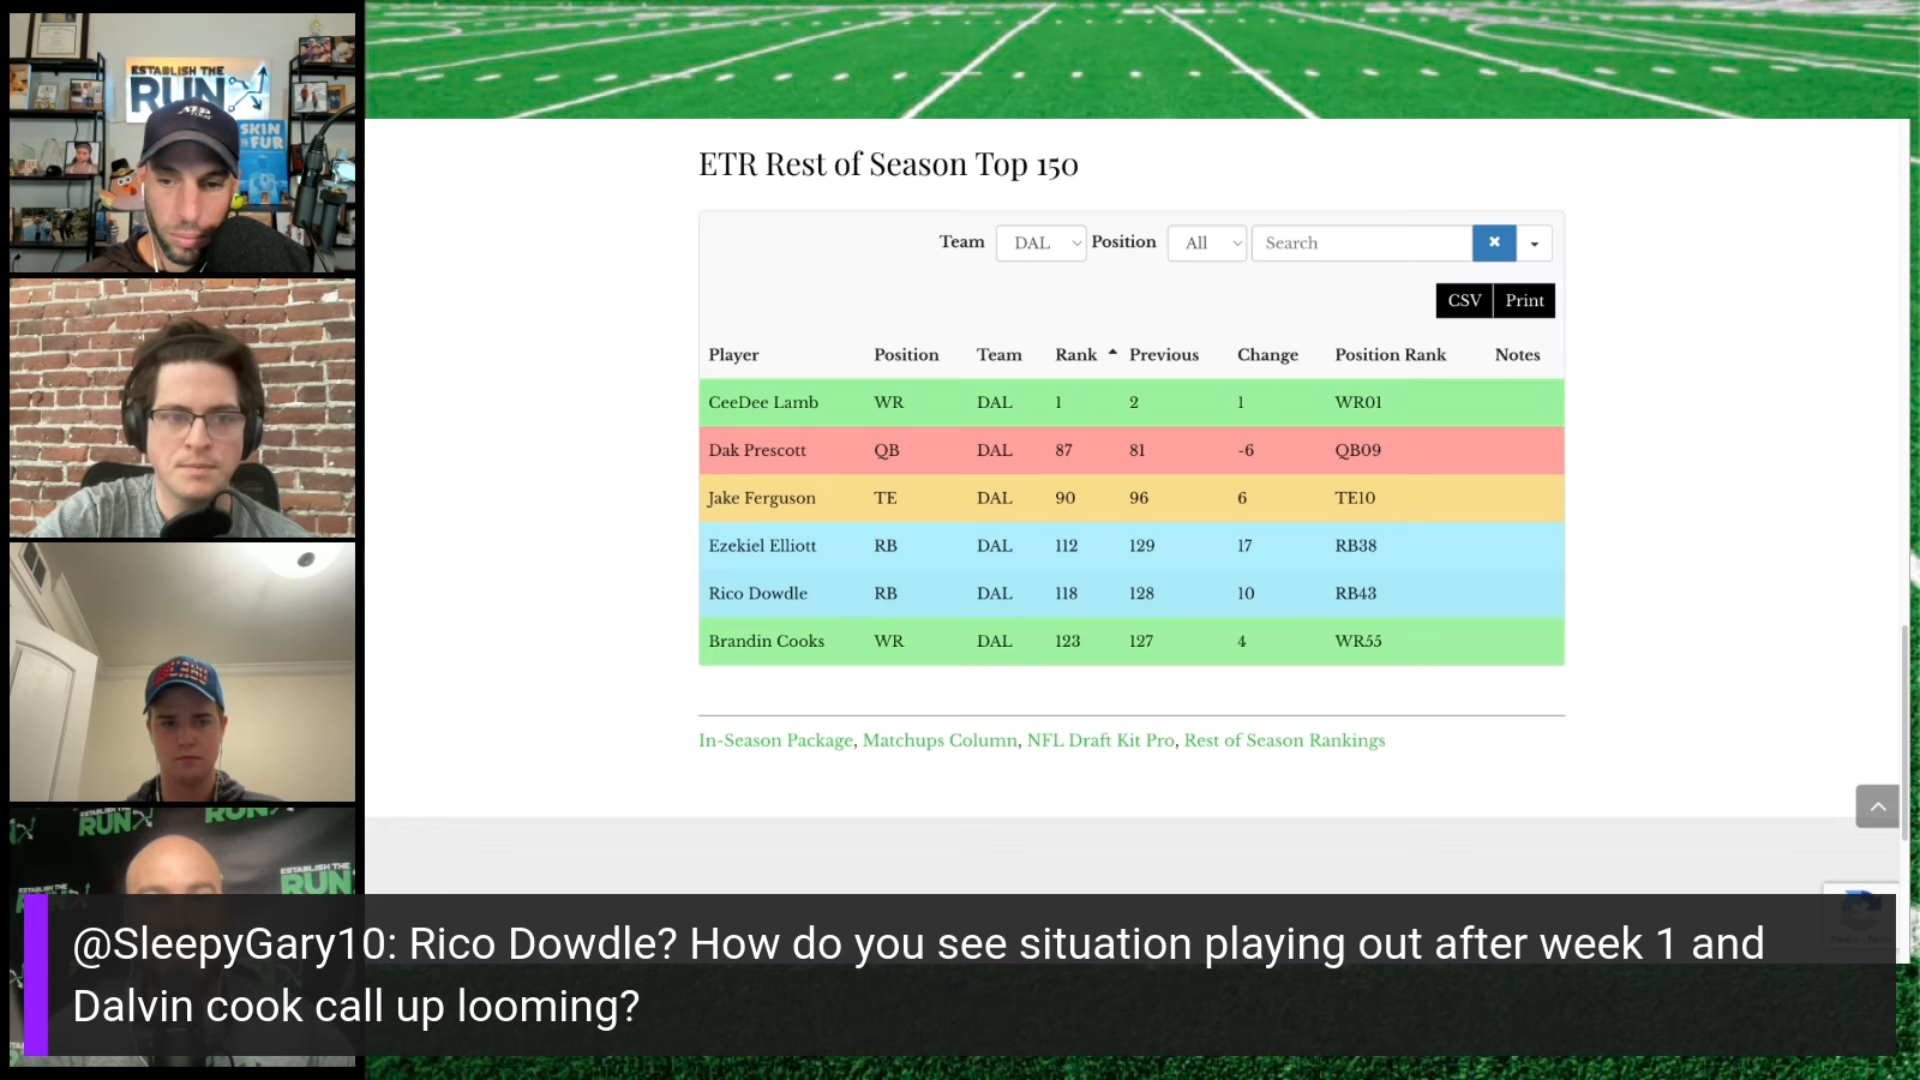 ESTABLISH THE
RUN
SKIN
FUR
RUN
RUN
ESTABLISH THE
RUN
ESTABLISH THE
ETR Rest of Season Top 150
Team DAL Position All Search
CSV Print
Player Position Team Rank Previous Change Position Rank Notes
CeeDee Lamb WR DAL 1 2 1 WR01
Dak Prescott QB DAL 87 81 -6 QB09
Jake Ferguson TE DAL 90 96 6 TE10
Ezekiel Elliott RB DAL 112 129 17 RB38
Rico Dowdle RB DAL 118 128 10 RB43
Brandin Cooks WR DAL 123 127 4 WR55
In-Season Package, Matchups Column, NFL Draft Kit Pro, Rest of Season Rankings
@SleepyGary10: Rico Dowdle? How do you see situation playing out after week 1 and
Dalvin cook call up looming?